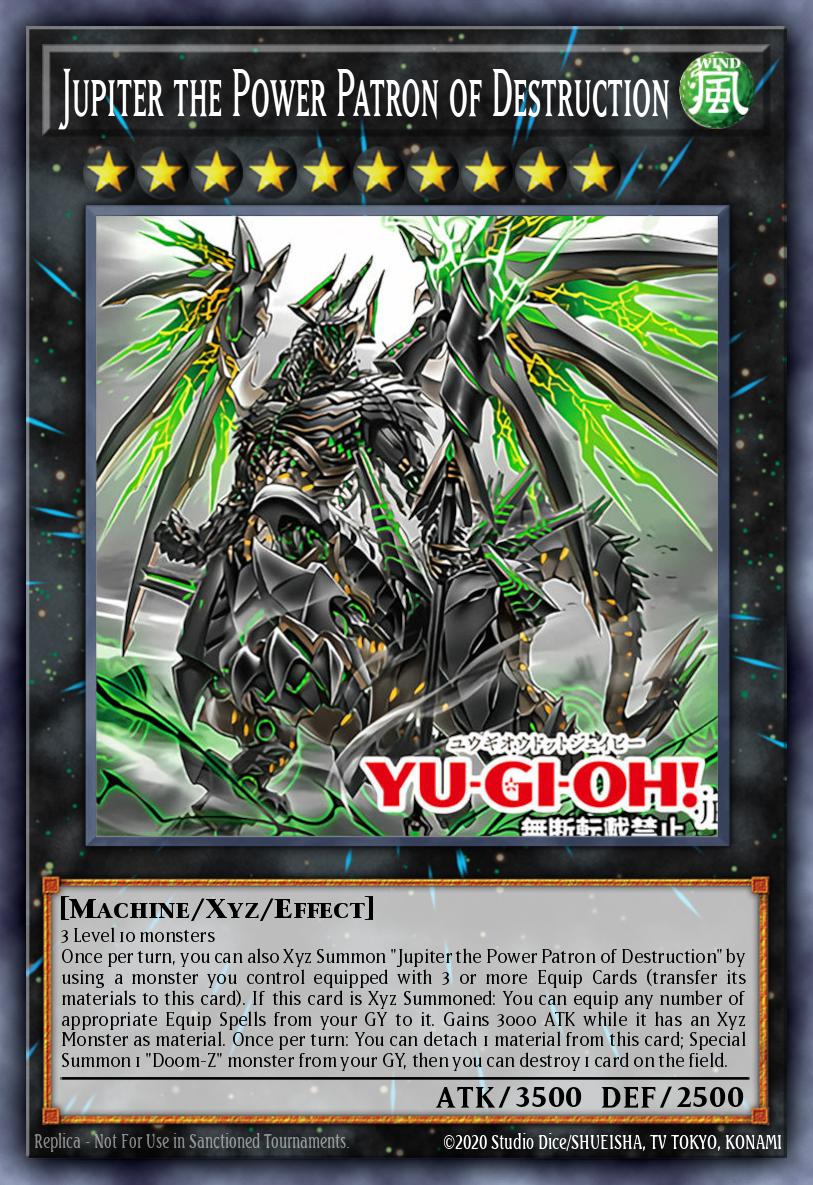 JUPITER THE POWER PATRON OF DESTRUCTION
WIND
風
ユウギオウドットジェイピー
YU-GI-OH!
.jp
無断転載禁止
[MACHINE/XYZ/EFFECT]
3 Level 10 monsters
Once per turn, you can also Xyz Summon "Jupiter the Power Patron of Destruction" by
using a monster you control equipped with 3 or more Equip Cards (transfer its
materials to this card). If this card is Xyz Summoned: You can equip any number of
appropriate Equip Spells from your GY to it. Gains 3000 ATK while it has an Xyz
Monster as material. Once per turn: You can detach 1 material from this card; Special
Summon 1 "Doom-Z" monster from your GY, then you can destroy 1 card on the field.
ATK/3500 DEF/2500
Replica - Not For Use in Sanctioned Tournaments.
©2020 Studio Dice/SHUEISHA, TV TOKYO, KONAMI